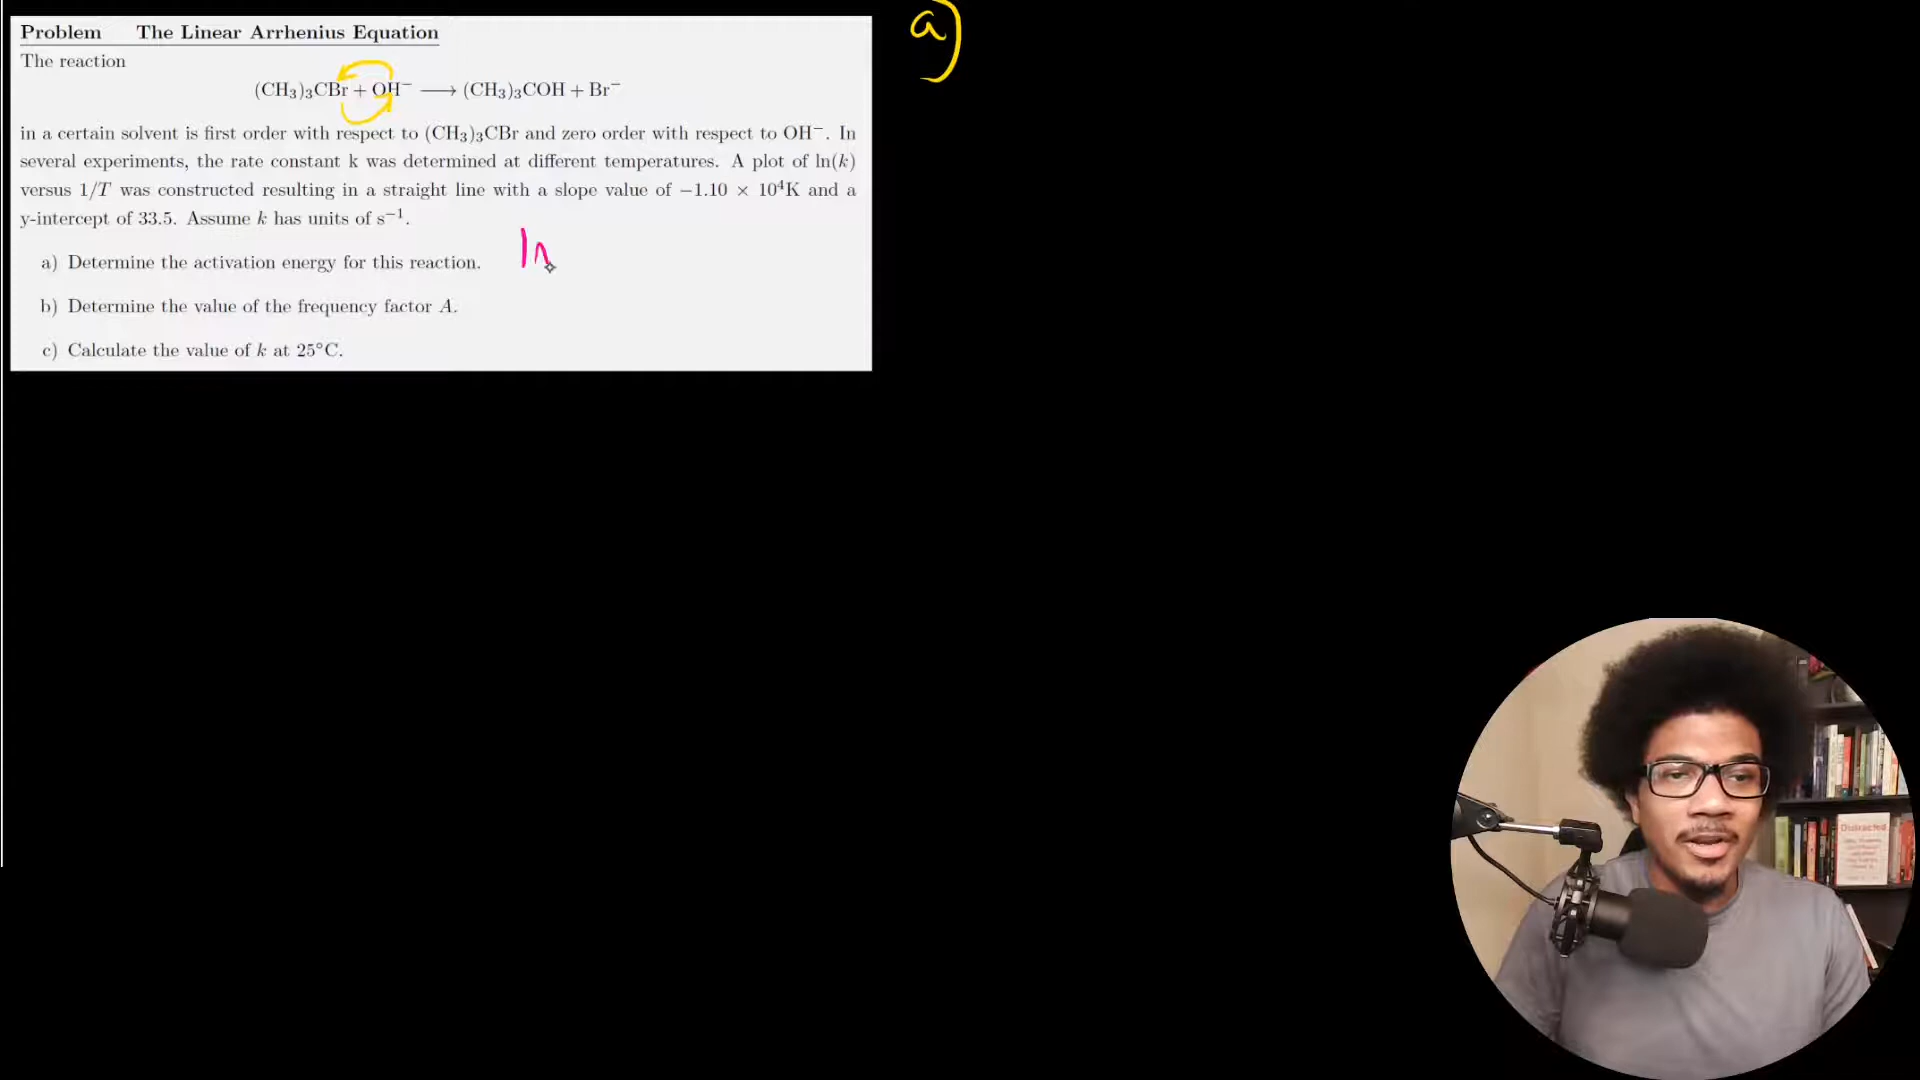 Problem The Linear Arrhenius Equation
The reaction
(CH₃)₃CBr + OH⁻ ⟶ (CH₃)₃COH + Br⁻
in a certain solvent is first order with respect to (CH₃)₃CBr and zero order with respect to OH⁻. In
several experiments, the rate constant k was determined at different temperatures. A plot of ln(k)
versus 1/T was constructed resulting in a straight line with a slope value of −1.10 × 10⁴K and a
y-intercept of 33.5. Assume k has units of s⁻¹.
a) Determine the activation energy for this reaction.
b) Determine the value of the frequency factor A.
c) Calculate the value of k at 25°C.
ln
a)
Distracted